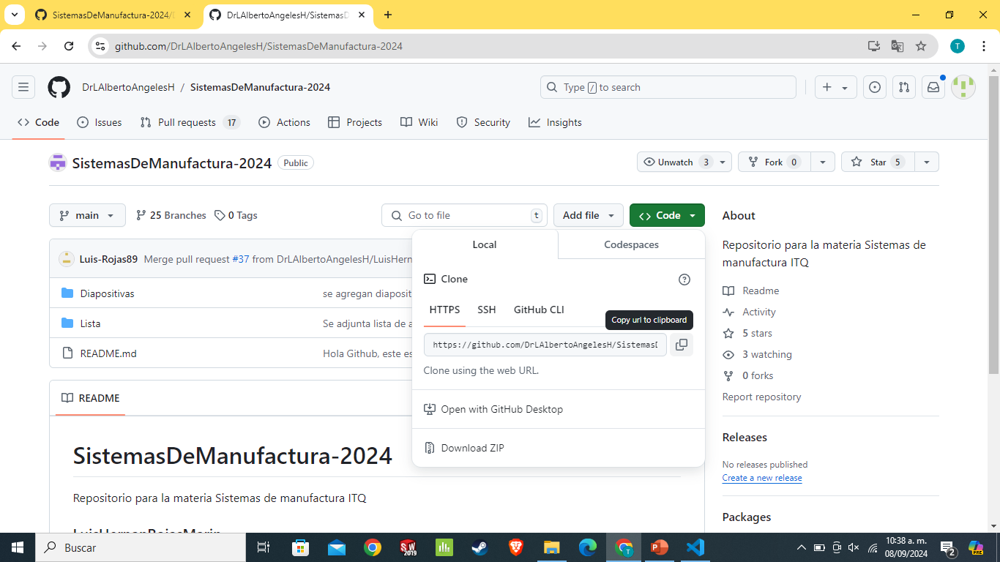 SistemasDeManufactura-2024/D
DrLAlbertoAngelesH/SistemasD
github.com/DrLAlbertoAngelesH/SistemasDeManufactura-2024
T
DrLAlbertoAngelesH / SistemasDeManufactura-2024
Type / to search
Code Issues Pull requests 17 Actions Projects Wiki Security Insights
SistemasDeManufactura-2024 Public
Unwatch 3 Fork 0 Star 5
main 25 Branches 0 Tags
Go to file t Add file Code
About
Local Codespaces
Repositorio para la materia Sistemas de
manufactura ITQ
Luis-Rojas89 Merge pull request #37 from DrLAlbertoAngelesH/LuisHern
Clone
Diapositivas se agregan diaposit
Readme
HTTPS SSH GitHub CLI
Activity
Copy url to clipboard
Lista Se adjunta lista de a
5 stars
https://github.com/DrLAlbertoAngelesH/SistemasD
README.md Hola Github, este es
3 watching
Clone using the web URL.
0 forks
Report repository
README
Open with GitHub Desktop
Releases
Download ZIP
No releases published
Create a new release
SistemasDeManufactura-2024
Repositorio para la materia Sistemas de manufactura ITQ
Packages
Buscar
SW
2019
T
10:38 a. m.
08/09/2024
2
PRE